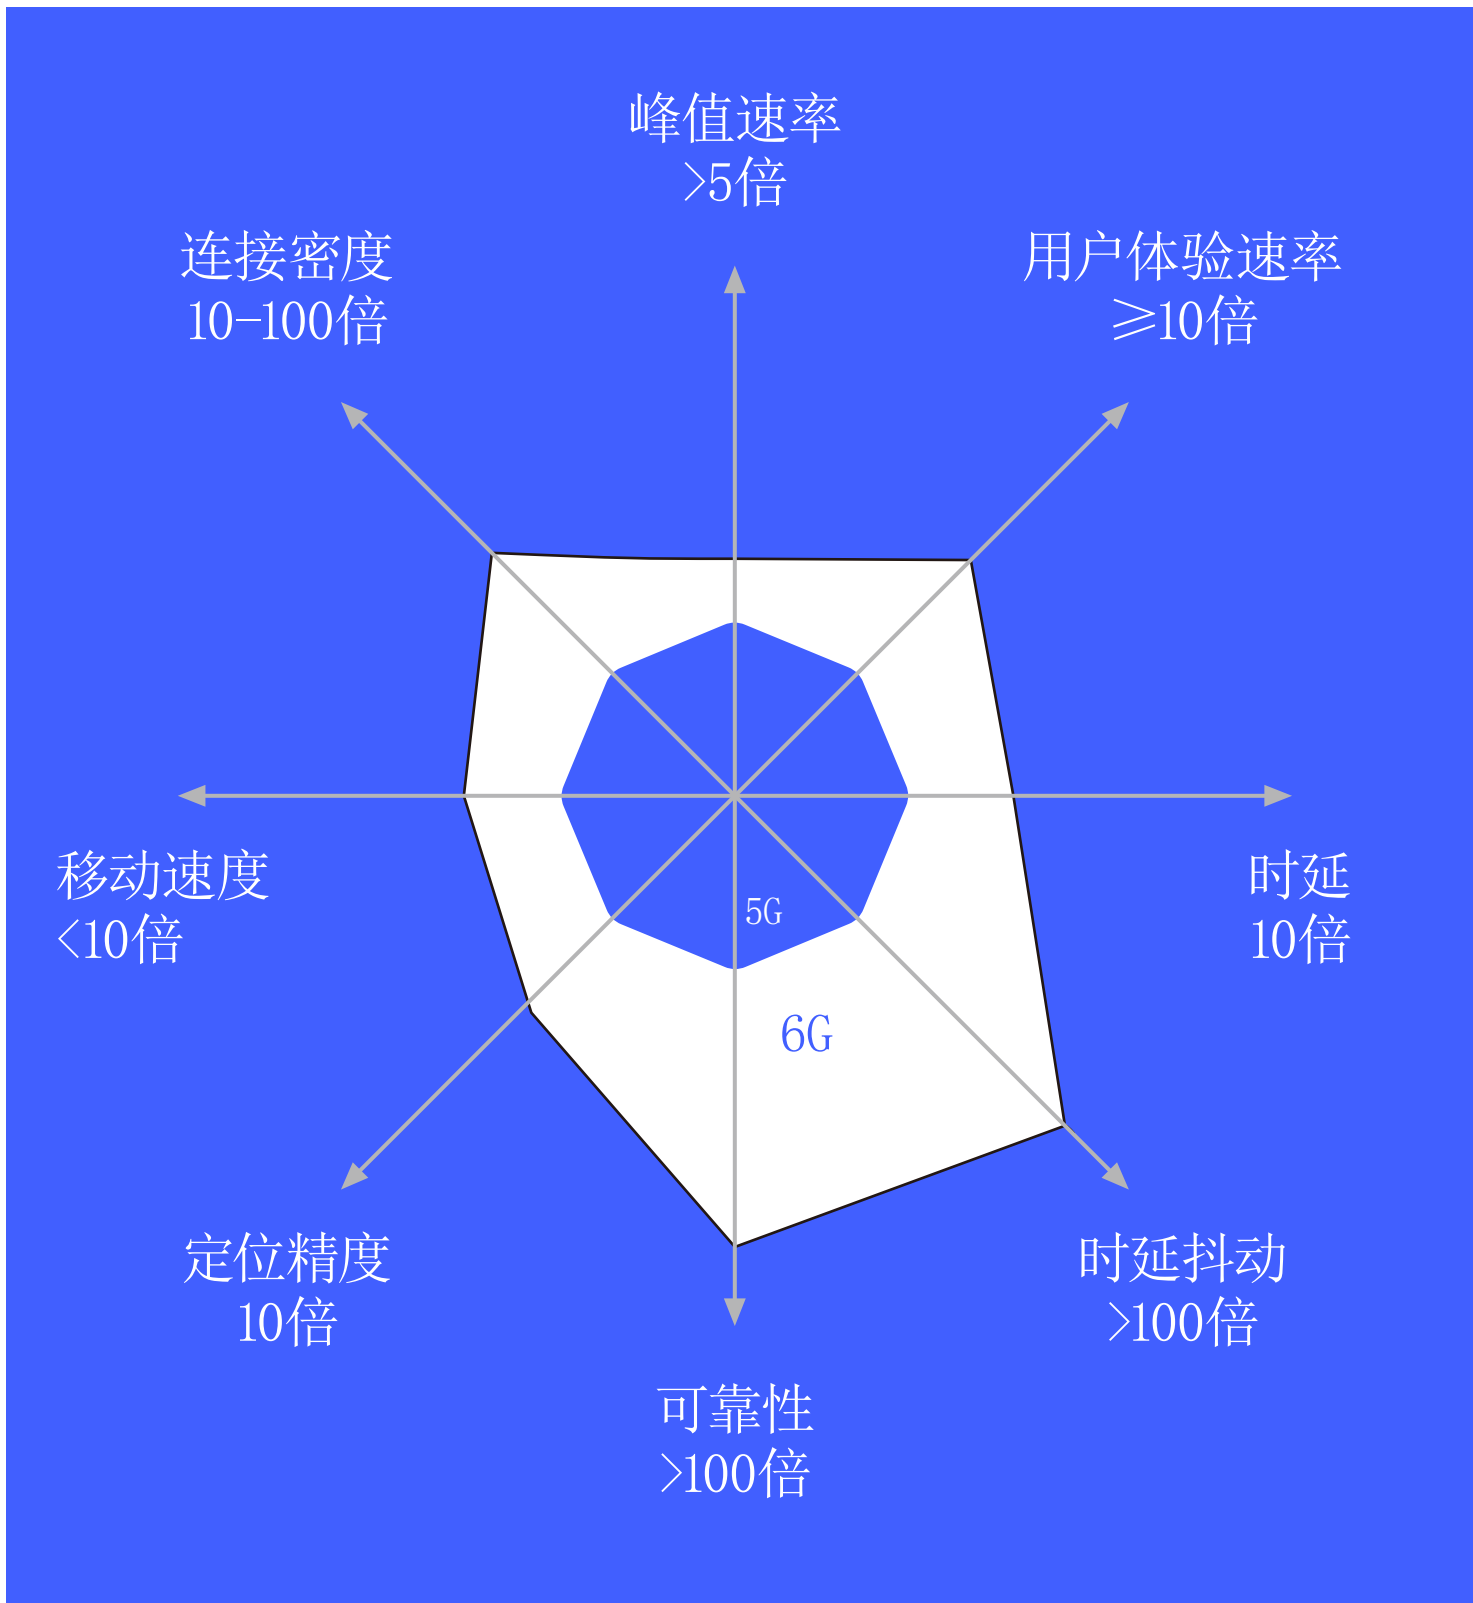 峰值速率
>5倍
连接密度
10-100倍
用户体验速率
≥10倍
移动速度
<10倍
时延
10倍
5G
6G
定位精度
10倍
时延抖动
>100倍
可靠性
>100倍